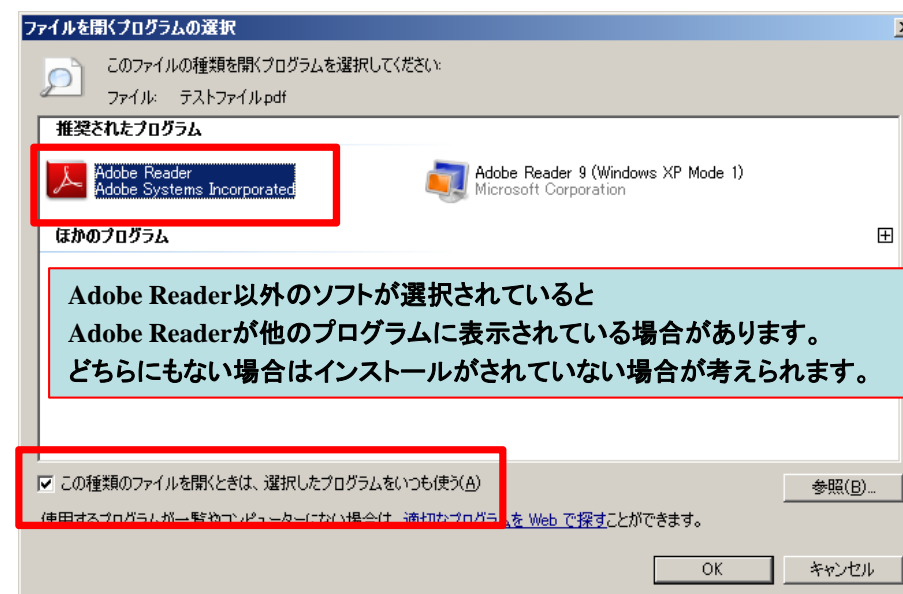 ファイルを開くプログラムの選択
このファイルの種類を開くプログラムを選択してください:
ファイル: テストファイル.pdf
推奨されたプログラム
Adobe Reader
Adobe Systems Incorporated
Adobe Reader 9 (Windows XP Mode 1)
Microsoft Corporation
ほかのプログラム
Adobe Reader以外のソフトが選択されていると
Adobe Readerが他のプログラムに表示されている場合があります。
どちらにもない場合はインストールがされていない場合が考えられます。
この種類のファイルを開くときは、選択したプログラムをいつも使う(A)
参照(B)...
使用するプログラムが一覧やコンピューターにない場合は、適切なプログラムを Web で探すことができます。
OK
キャンセル